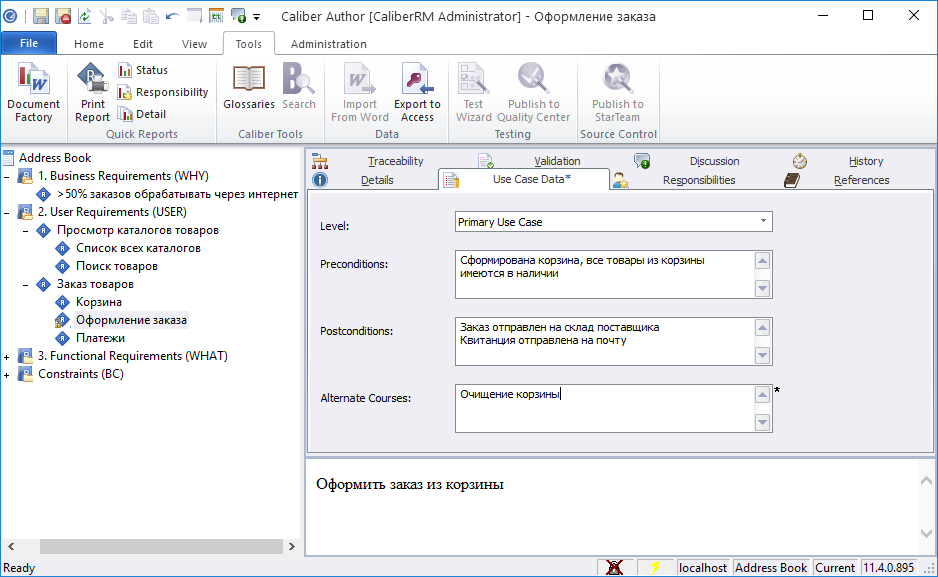 Caliber Author [CaliberRM Administrator] - Оформление заказа
File Home Edit View Tools Administration
Document Factory
Print Report
Status
Responsibility
Detail
Quick Reports
Glossaries
Search
Caliber Tools
Import From Word
Export to Access
Data
Test Wizard
Publish to Quality Center
Testing
Publish to StarTeam
Source Control
Address Book
1. Business Requirements (WHY)
>50% заказов обрабатывать через интернет
2. User Requirements (USER)
Просмотр каталогов товаров
Список всех каталогов
Поиск товаров
Заказ товаров
Корзина
Оформление заказа
Платежи
3. Functional Requirements (WHAT)
Constraints (BC)
Traceability Validation Discussion History
Details Use Case Data* Responsibilities References
Level:
Primary Use Case
Preconditions:
Сформирована корзина, все товары из корзины
имеются в наличии
Postconditions:
Заказ отправлен на склад поставщика
Квитанция отправлена на почту
Alternate Courses:
Очищение корзины
*
Оформить заказ из корзины
Ready
localhost Address Book Current 11.4.0.895